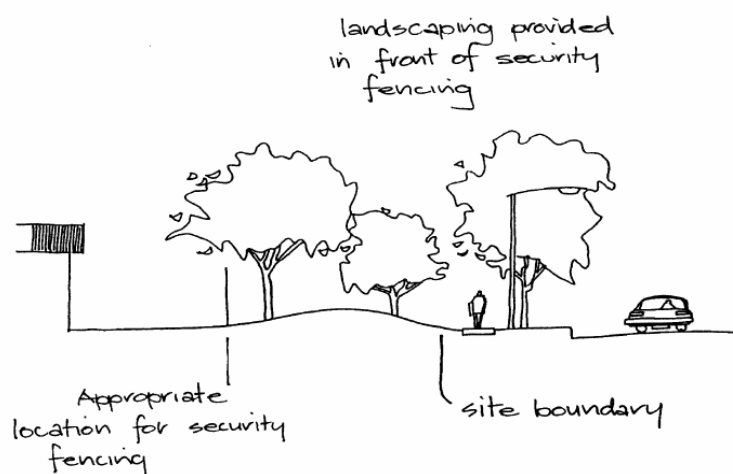 landscaping provided
in front of security
fencing
Appropriate
location for security
fencing
site boundary